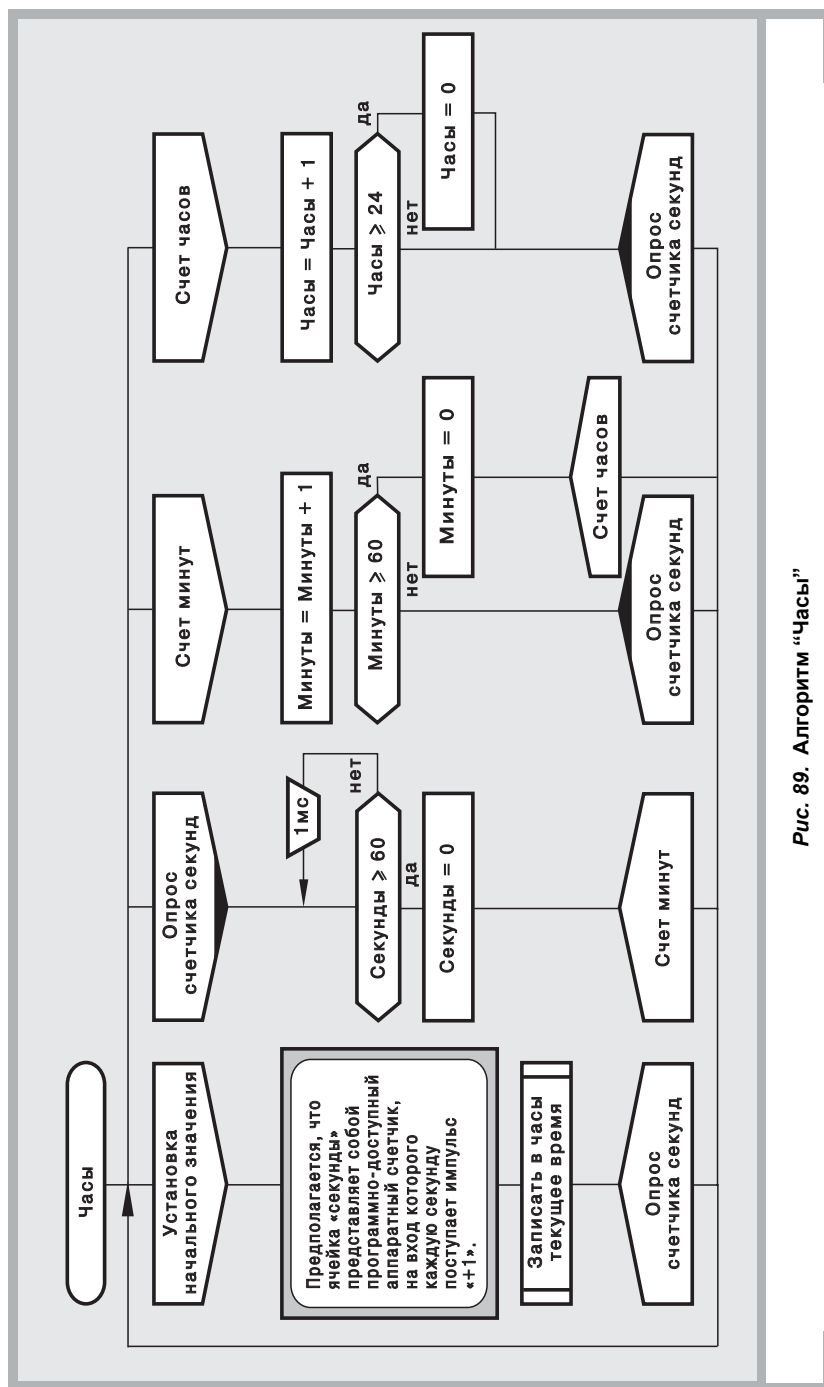 Часы
Установка
начального значения
Предполагается, что
ячейка «секунды»
представляет собой
программно-доступный
аппаратный счетчик,
на вход которого
каждую секунду
поступает импульс
«+1».
Записать в часы
текущее время
Опрос
счетчика секунд
Опрос
счетчика секунд
1мс
Секунды ⩾ 60
нет
да
Секунды = 0
Счет минут
Счет минут
Минуты = Минуты + 1
Минуты ⩾ 60
да
нет
Минуты = 0
Счет часов
Опрос
счетчика секунд
Счет часов
Часы = Часы + 1
Часы ⩾ 24
да
нет
Часы = 0
Опрос
счетчика секунд
Рис. 89. Алгоритм “Часы”